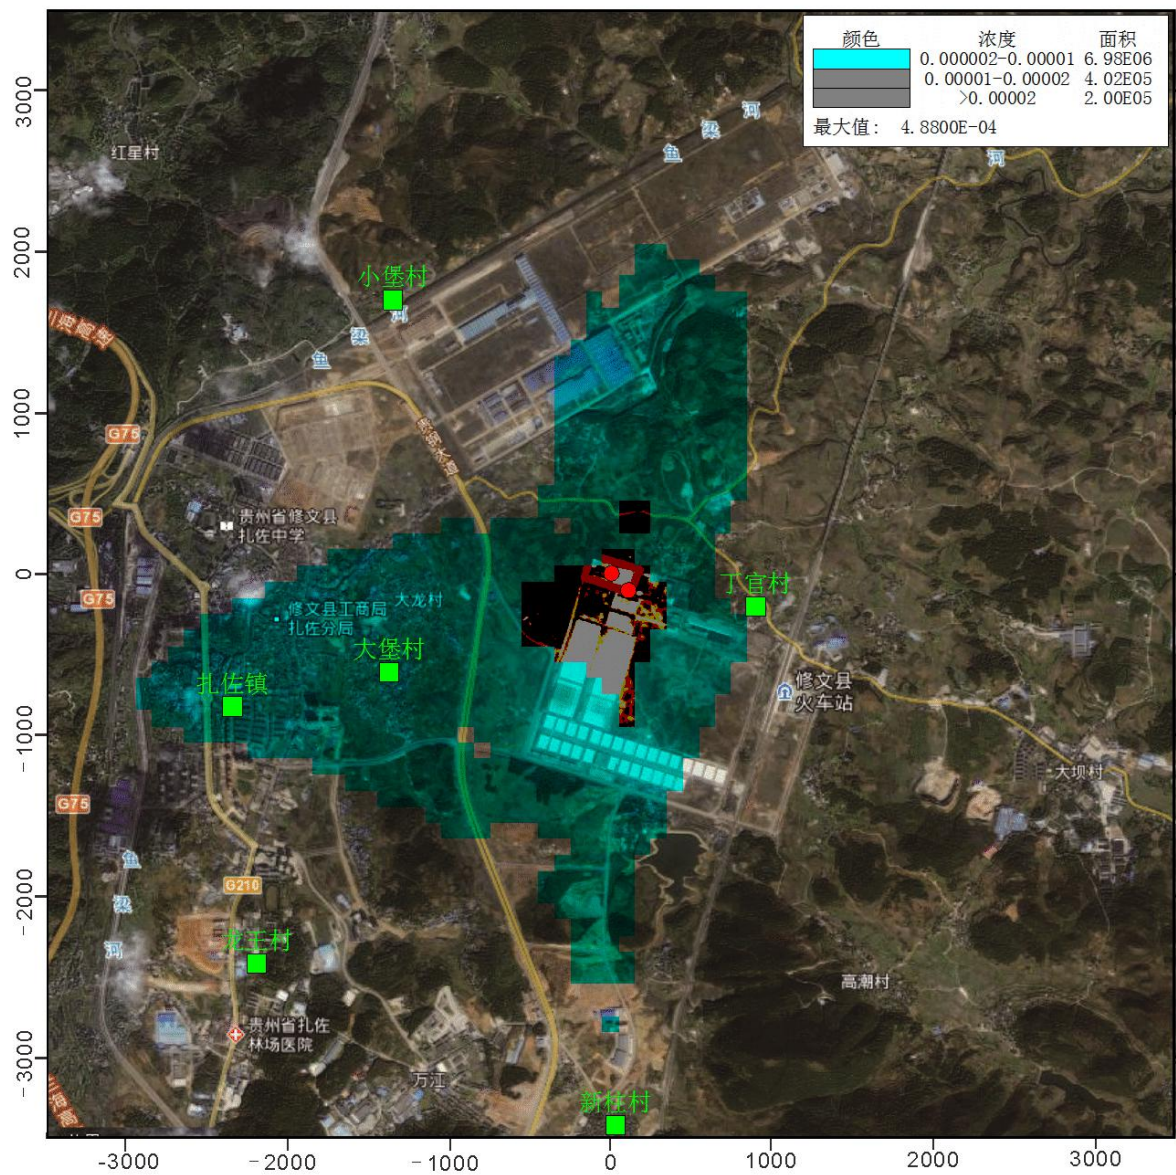 颜色 浓度 面积
0.000002-0.00001 6.98E06
0.00001-0.00002 4.02E05
>0.00002 2.00E05
最大值: 4.8800E-04
河
梁
鱼
河
红星村
小堡村
河
梁
鱼
G75
贵州省修文县
扎佐中学
G75
G75
丁官村
修文县工商局
扎佐分局
大龙村
大堡村
扎佐镇
修文县
火车站
大坝村
G75
鱼
梁
河
G210
龙王村
高潮村
贵州省扎佐
林场医院
万江
新柱村
3000
2000
1000
0
-1000
-2000
-3000
-3000 -2000 -1000 0 1000 2000 3000